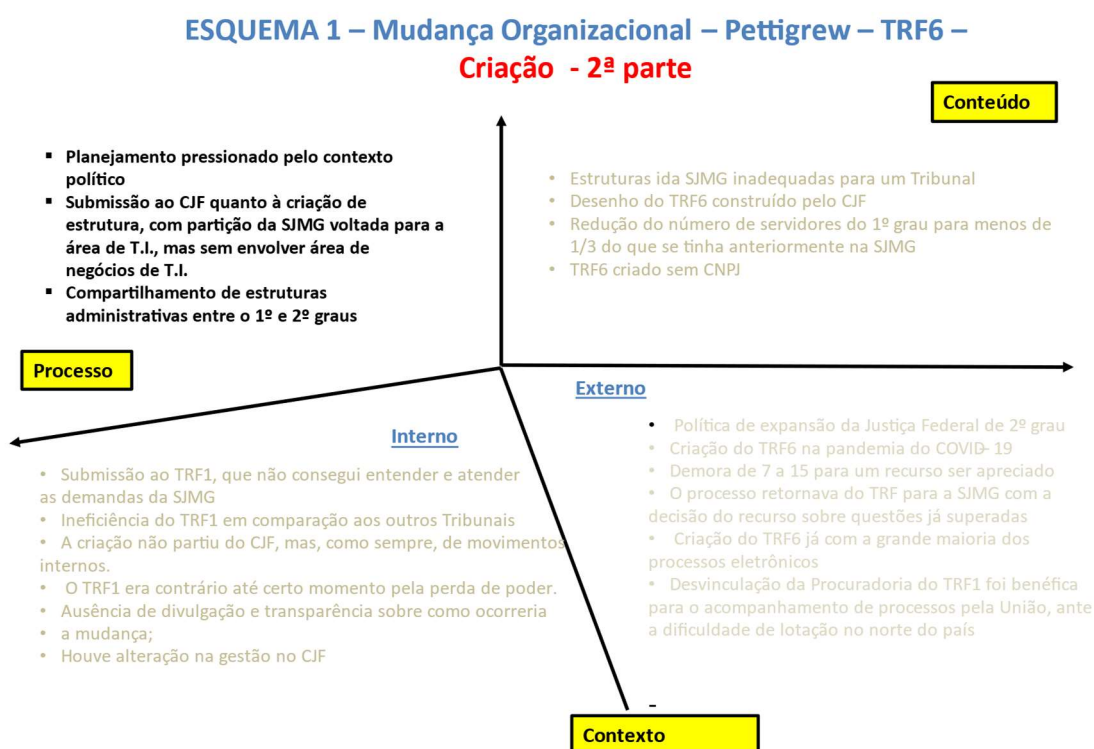 ESQUEMA 1 – Mudança Organizacional – Pettigrew – TRF6 –
Criação - 2ª parte
Conteúdo
▪ Planejamento pressionado pelo contexto
político
▪ Submissão ao CJF quanto à criação de
estrutura, com partição da SJMG voltada para a
área de T.I., mas sem envolver área de
negócios de T.I.
▪ Compartilhamento de estruturas
administrativas entre o 1º e 2º graus
• Estruturas ida SJMG inadequadas para um Tribunal
• Desenho do TRF6 construído pelo CJF
• Redução do número de servidores do 1º grau para menos de
1/3 do que se tinha anteriormente na SJMG
• TRF6 criado sem CNPJ
Processo
Externo
Interno
• Submissão ao TRF1, que não consegui entender e atender
as demandas da SJMG
• Ineficiência do TRF1 em comparação aos outros Tribunais
• A criação não partiu do CJF, mas, como sempre, de movimentos
internos.
• O TRF1 era contrário até certo momento pela perda de poder.
• Ausência de divulgação e transparência sobre como ocorreria
• a mudança;
• Houve alteração na gestão no CJF
• Política de expansão da Justiça Federal de 2º grau
• Criação do TRF6 na pandemia do COVID- 19
• Demora de 7 a 15 para um recurso ser apreciado
• O processo retornava do TRF para a SJMG com a
decisão do recurso sobre questões já superadas
• Criação do TRF6 já com a grande maioria dos
processos eletrônicos
• Desvinculação da Procuradoria do TRF1 foi benéfica
para o acompanhamento de processos pela União, ante
a dificuldade de lotação no norte do país
-
Contexto